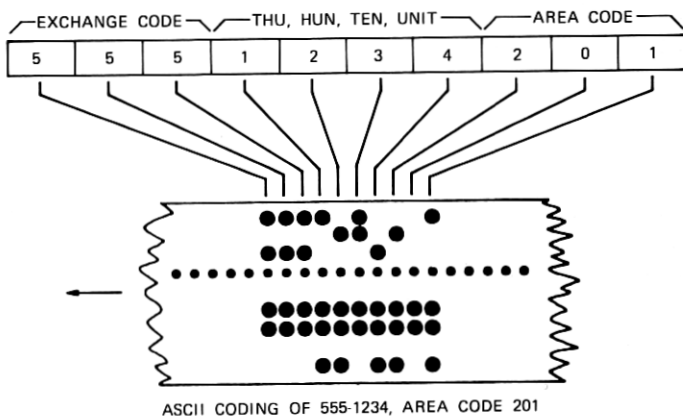 EXCHANGE CODE THU, HUN, TEN, UNIT AREA CODE
5 5 5 1 2 3 4 2 0 1
ASCII CODING OF 555-1234, AREA CODE 201